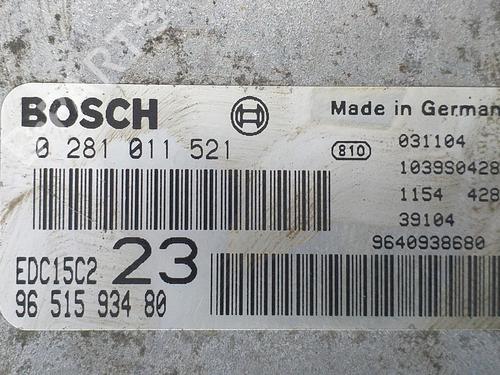 BOSCH
Made in German
0 281 011 521
810
031104
1039S0428
1154 428
39104
9640938680
EDC15C2
23
96 515 934 80